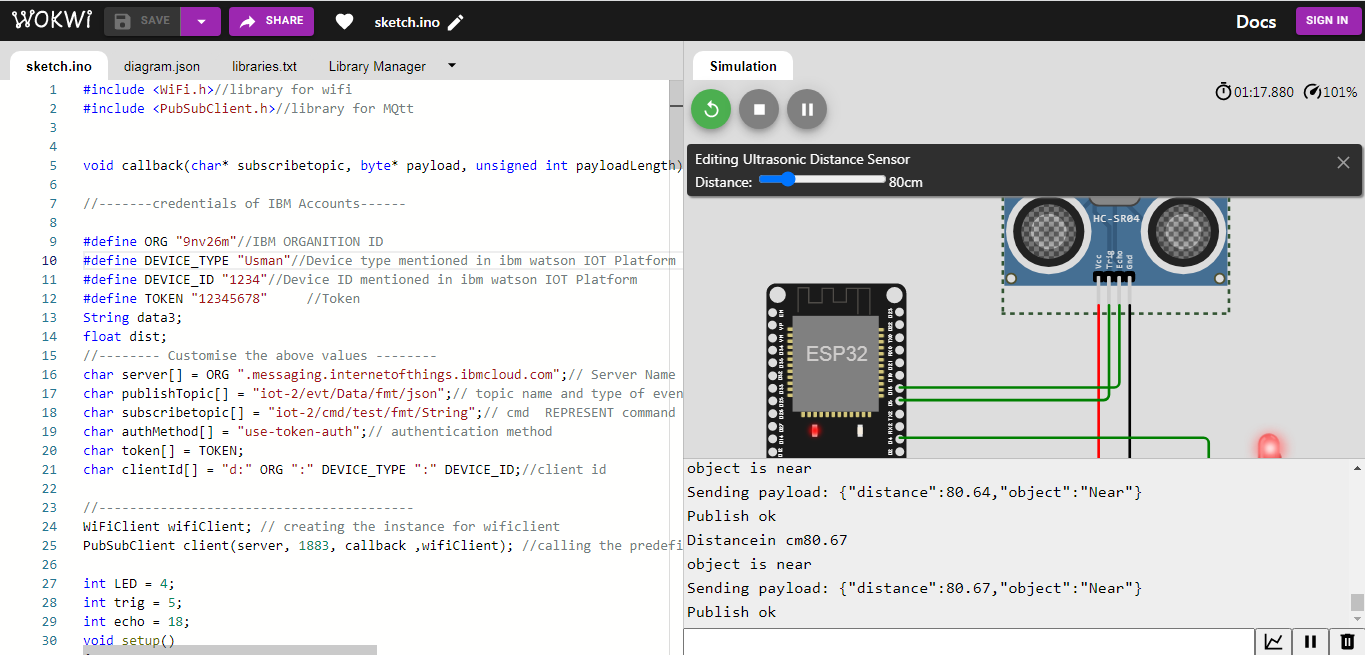 WOKWI SAVE SHARE sketch.ino Docs SIGN IN
sketch.ino diagram.json libraries.txt Library Manager
1 #include <WiFi.h>//library for wifi
2 #include <PubSubClient.h>//library for MQtt
3
4
5 void callback(char* subscribetopic, byte* payload, unsigned int payloadLength)
6
7 //-------credentials of IBM Accounts------
8
9 #define ORG "9nv26m"//IBM ORGANITION ID
10 #define DEVICE_TYPE "Usman"//Device type mentioned in ibm watson IOT Platform
11 #define DEVICE_ID "1234"//Device ID mentioned in ibm watson IOT Platform
12 #define TOKEN "12345678"     //Token
13 String data3;
14 float dist;
15 //-------- Customise the above values --------
16 char server[] = ORG ".messaging.internetofthings.ibmcloud.com";// Server Name
17 char publishTopic[] = "iot-2/evt/Data/fmt/json";// topic name and type of even
18 char subscribetopic[] = "iot-2/cmd/test/fmt/String";// cmd  REPRESENT command
19 char authMethod[] = "use-token-auth";// authentication method
20 char token[] = TOKEN;
21 char clientId[] = "d:" ORG ":" DEVICE_TYPE ":" DEVICE_ID;//client id
22
23 //-----------------------------------------
24 WiFiClient wifiClient; // creating the instance for wificlient
25 PubSubClient client(server, 1883, callback ,wifiClient); //calling the predefi
26
27 int LED = 4;
28 int trig = 5;
29 int echo = 18;
30 void setup()
Simulation
01:17.880 101%
Editing Ultrasonic Distance Sensor
Distance: 80cm
HC-SR04
Vcc
Trig
Echo
Gnd
ESP32
object is near
Sending payload: {"distance":80.64,"object":"Near"}
Publish ok
Distancein cm80.67
object is near
Sending payload: {"distance":80.67,"object":"Near"}
Publish ok